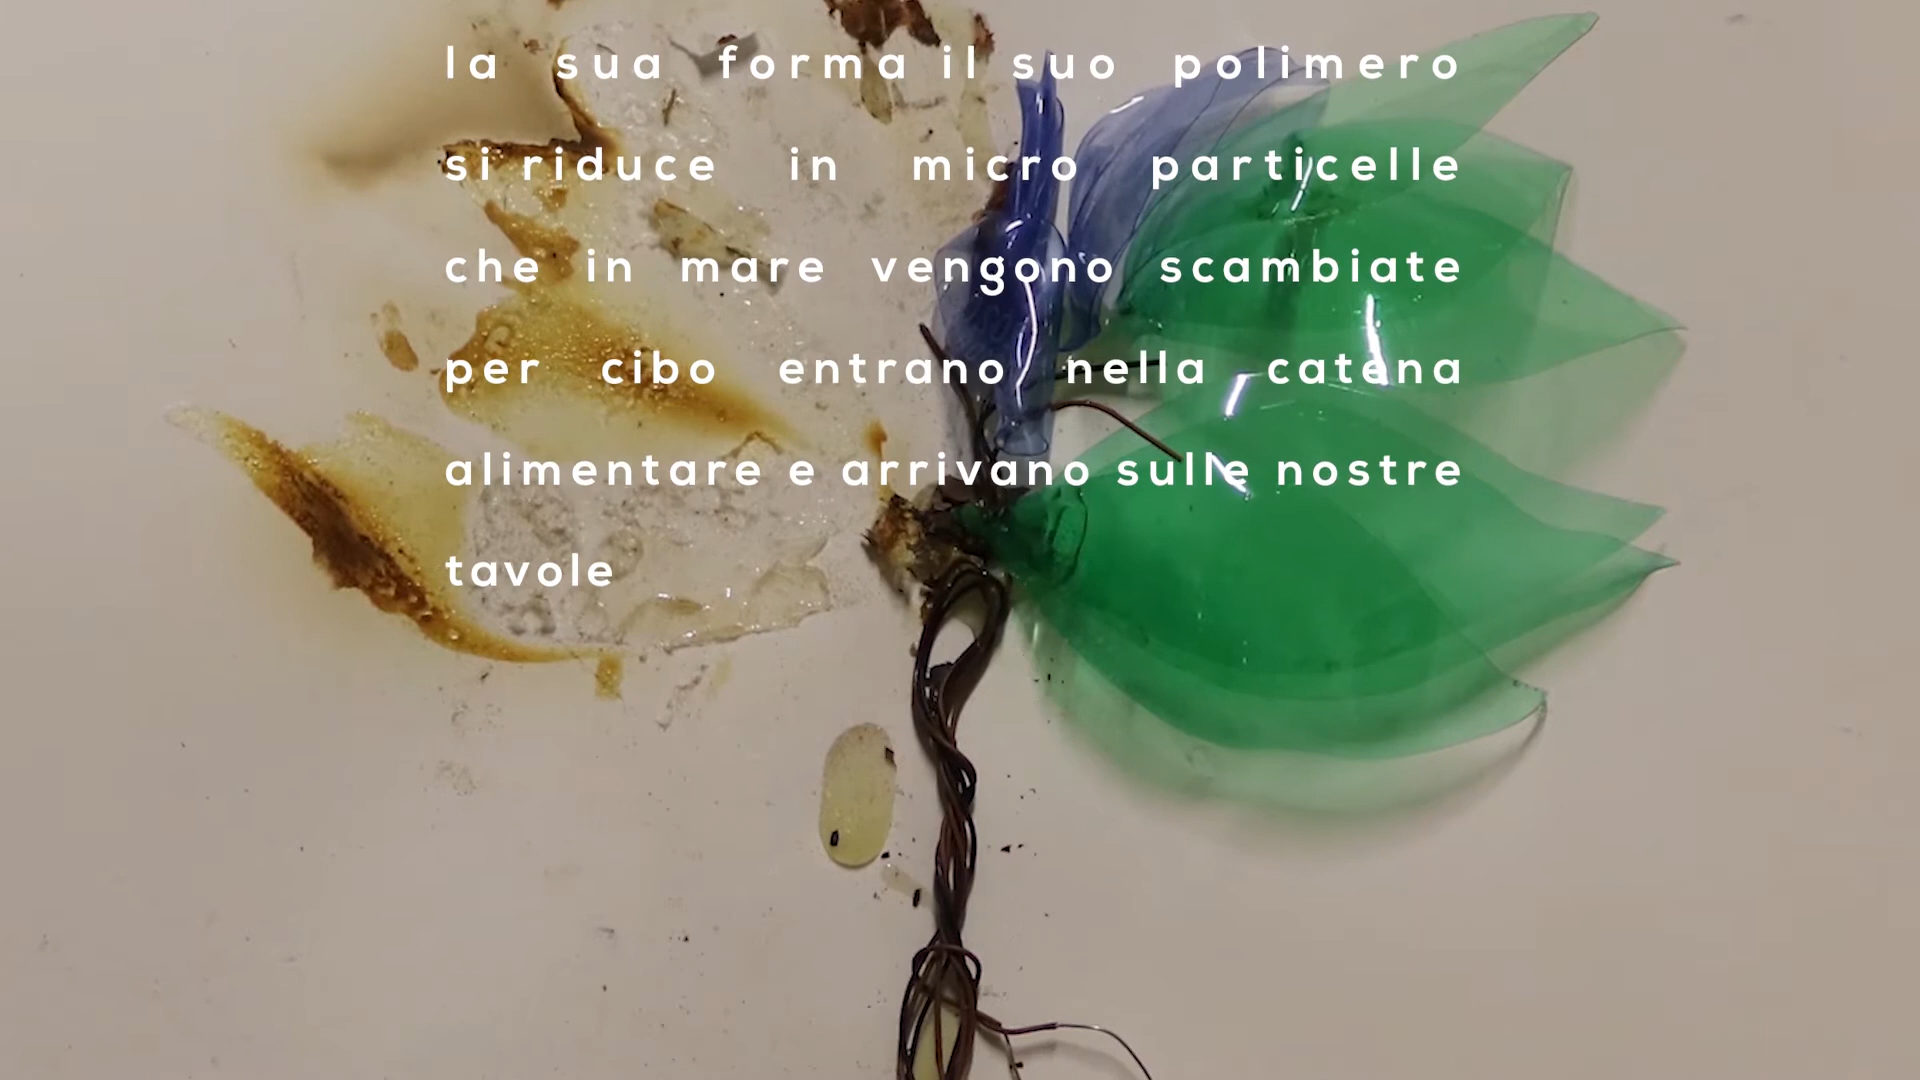 la sua forma il suo polimero
si riduce in micro particelle
che in mare vengono scambiate
per cibo entrano nella catena
alimentare e arrivano sulle nostre
tavole